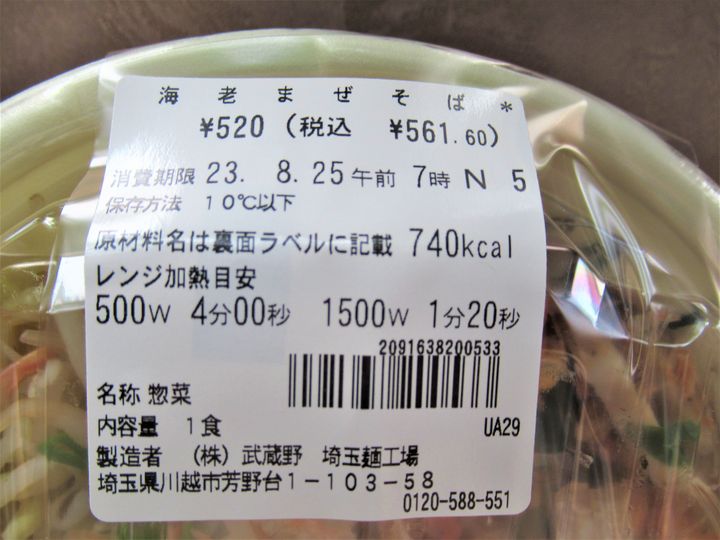 海老まぜそば *
¥520 (税込 ¥561.60)
消費期限 23. 8.25 午前 7時 N 5
保存方法 10℃以下
原材料名は裏面ラベルに記載 740kcal
レンジ加熱目安
500W 4分00秒 1500W 1分20秒
2091638200533
名称 惣菜
内容量 1食 UA29
製造者 (株) 武蔵野 埼玉麺工場
埼玉県川越市芳野台1-103-58
0120-588-551